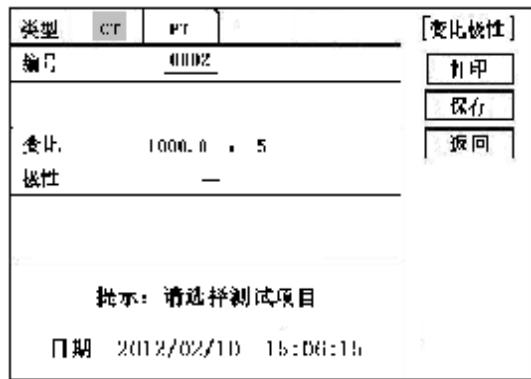 类型 CT PT
[变比极性]
编号 0002
打印
保存
变比 1000.0 : 5
返回
极性 —
提示：请选择测试项目
日期 2012/02/10 15:06:15